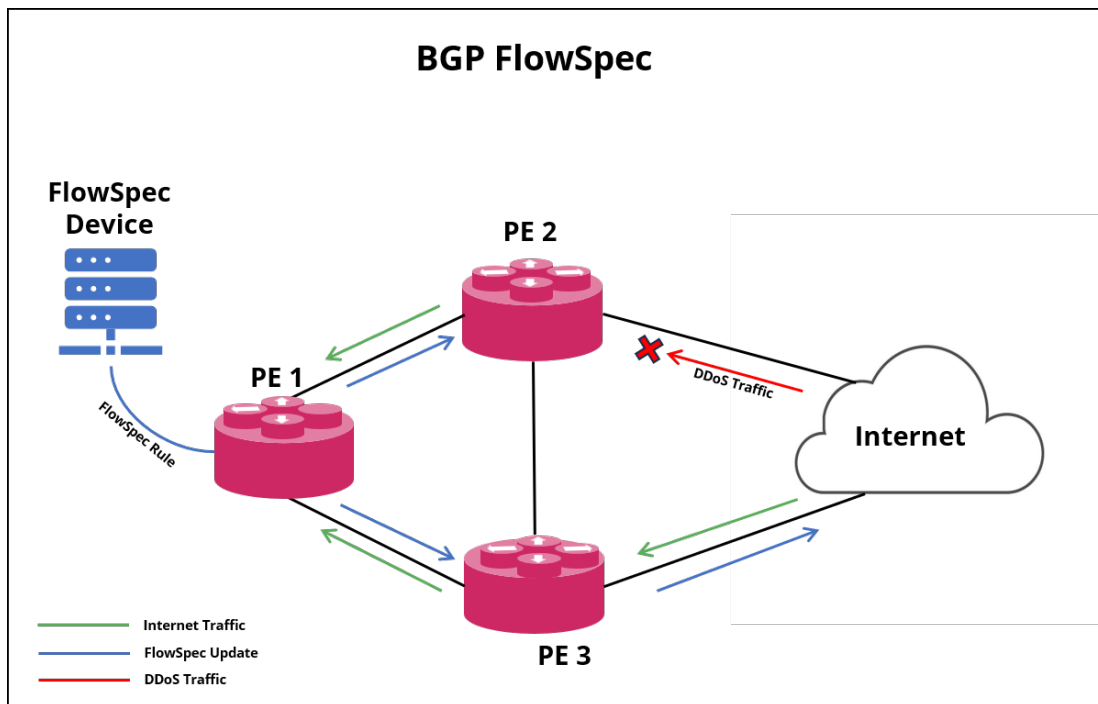 BGP FlowSpec
FlowSpec
Device
PE 2
DDoS Traffic
PE 1
FlowSpec Rule
Internet
Internet Traffic
FlowSpec Update
DDoS Traffic
PE 3